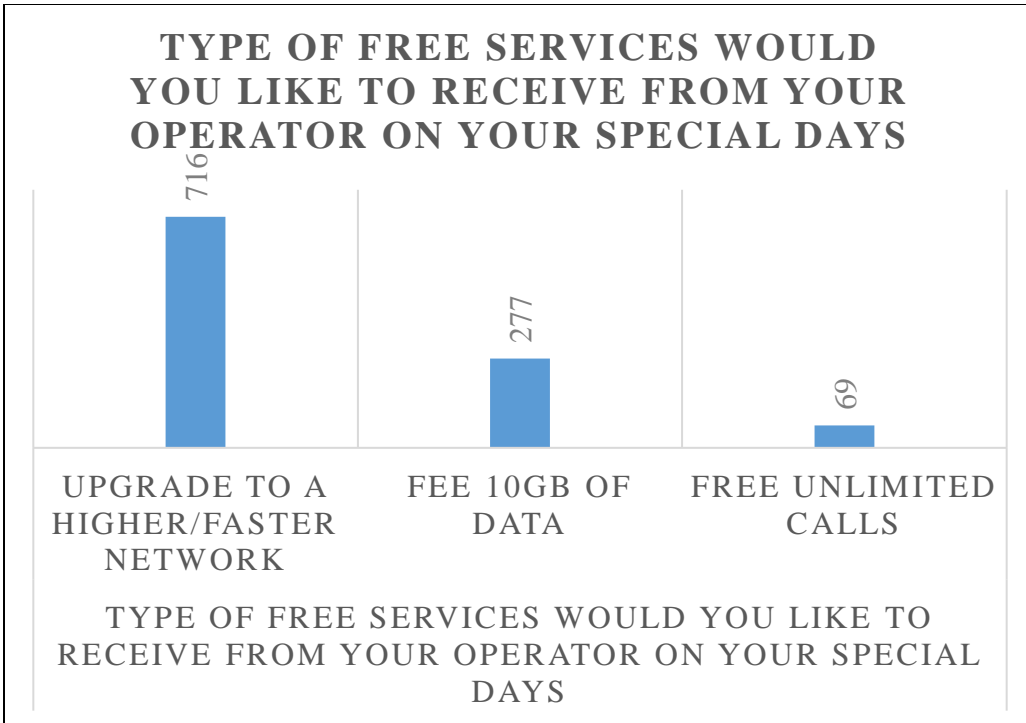 TYPE OF FREE SERVICES WOULD
YOU LIKE TO RECEIVE FROM YOUR
OPERATOR ON YOUR SPECIAL DAYS
716
277
69
UPGRADE TO A
HIGHER/FASTER
NETWORK
FEE 10GB OF
DATA
FREE UNLIMITED
CALLS
TYPE OF FREE SERVICES WOULD YOU LIKE TO
RECEIVE FROM YOUR OPERATOR ON YOUR SPECIAL
DAYS